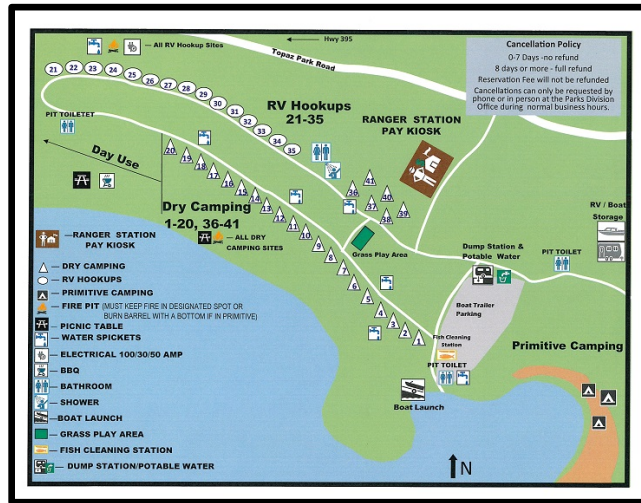 Hwy 395
Topaz Park Road
All RV Hookup Sites
Cancellation Policy
0-7 Days -no refund
8 days or more - full refund
Reservation Fee will not be refunded
Cancellations can only be requested by
phone or in person at the Parks Division
Office during normal business hours.
21 22 23 24 25 26 27 28 29 30 31 32 33 34 35
RV Hookups
21-35
RANGER STATION
PAY KIOSK
PIT TOILETET
Day Use
20 19 18 17 16 15 14 13 12 11 10 9 8 7 6 5 4 3 2 1
36 41 37 40 38 39
Dry Camping
1-20, 36-41
ALL DRY
CAMPING SITES
Grass Play Area
RV / Boat
Storage
Dump Station &
Potable Water
PIT TOILET
Boat Trailer
Parking
Fish Cleaning
Station
PIT TOILET
Boat Launch
Primitive Camping
N
RANGER STATION
PAY KIOSK
DRY CAMPING
RV HOOKUPS
PRIMITIVE CAMPING
FIRE PIT (MUST KEEP FIRE IN DESIGNATED SPOT OR
BURN BARREL WITH A BOTTOM IF IN PRIMITIVE)
PICNIC TABLE
WATER SPICKETS
ELECTRICAL 100/30/50 AMP
BBQ
BATHROOM
SHOWER
BOAT LAUNCH
GRASS PLAY AREA
FISH CLEANING STATION
DUMP STATION/POTABLE WATER